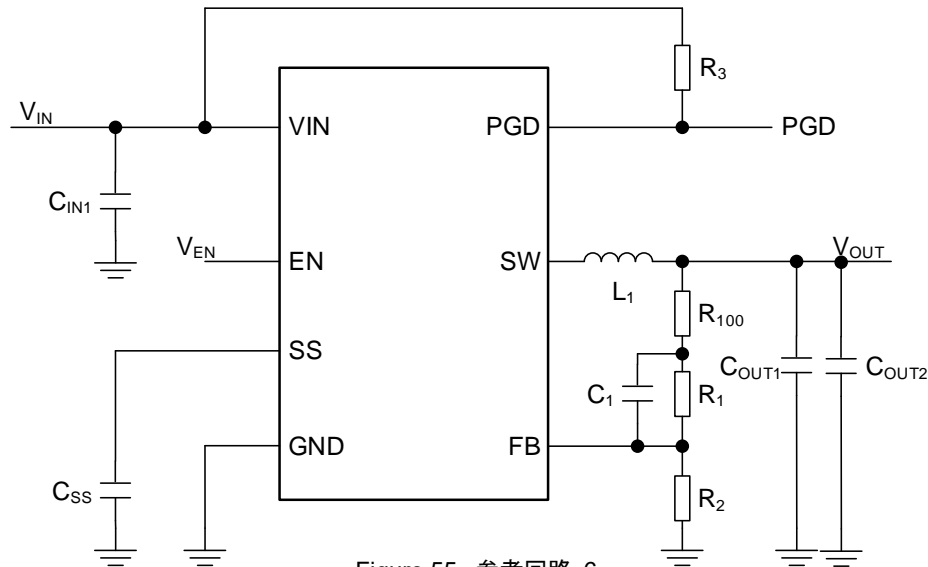 R3
VIN
VIN
PGD
PGD
CIN1
VEN
EN
SW
L1
VOUT
R100
SS
C1
R1
COUT1
COUT2
GND
FB
CSS
R2